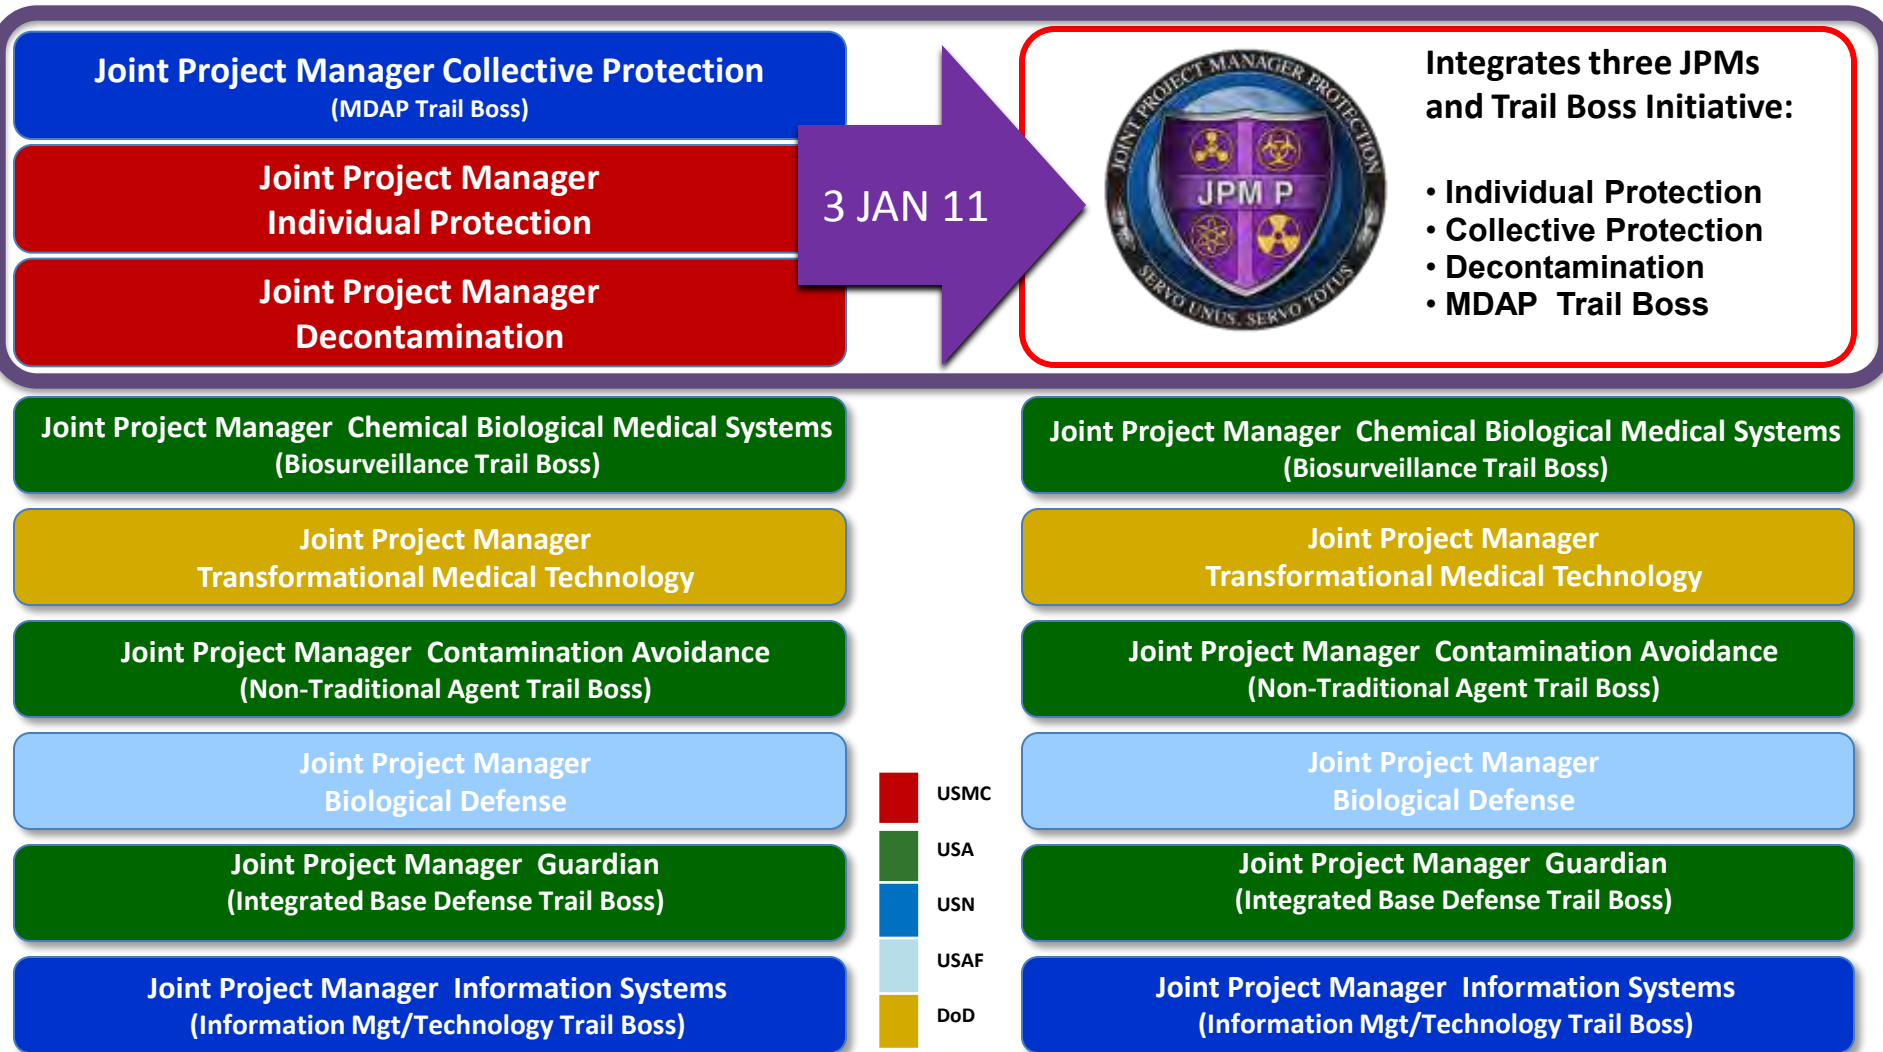 Joint Project Manager Collective Protection
(MDAP Trail Boss)
Joint Project Manager
Individual Protection
Joint Project Manager
Decontamination
3 JAN 11
JOINT PROJECT MANAGER PROTECTION
JPM P
SERVO UNUS, SERVO TOTUS
Integrates three JPMs
and Trail Boss Initiative:
• Individual Protection
• Collective Protection
• Decontamination
• MDAP Trail Boss
Joint Project Manager Chemical Biological Medical Systems
(Biosurveillance Trail Boss)
Joint Project Manager
Transformational Medical Technology
Joint Project Manager Contamination Avoidance
(Non-Traditional Agent Trail Boss)
Joint Project Manager
Biological Defense
Joint Project Manager Guardian
(Integrated Base Defense Trail Boss)
Joint Project Manager Information Systems
(Information Mgt/Technology Trail Boss)
USMC
USA
USN
USAF
DoD
Joint Project Manager Chemical Biological Medical Systems
(Biosurveillance Trail Boss)
Joint Project Manager
Transformational Medical Technology
Joint Project Manager Contamination Avoidance
(Non-Traditional Agent Trail Boss)
Joint Project Manager
Biological Defense
Joint Project Manager Guardian
(Integrated Base Defense Trail Boss)
Joint Project Manager Information Systems
(Information Mgt/Technology Trail Boss)